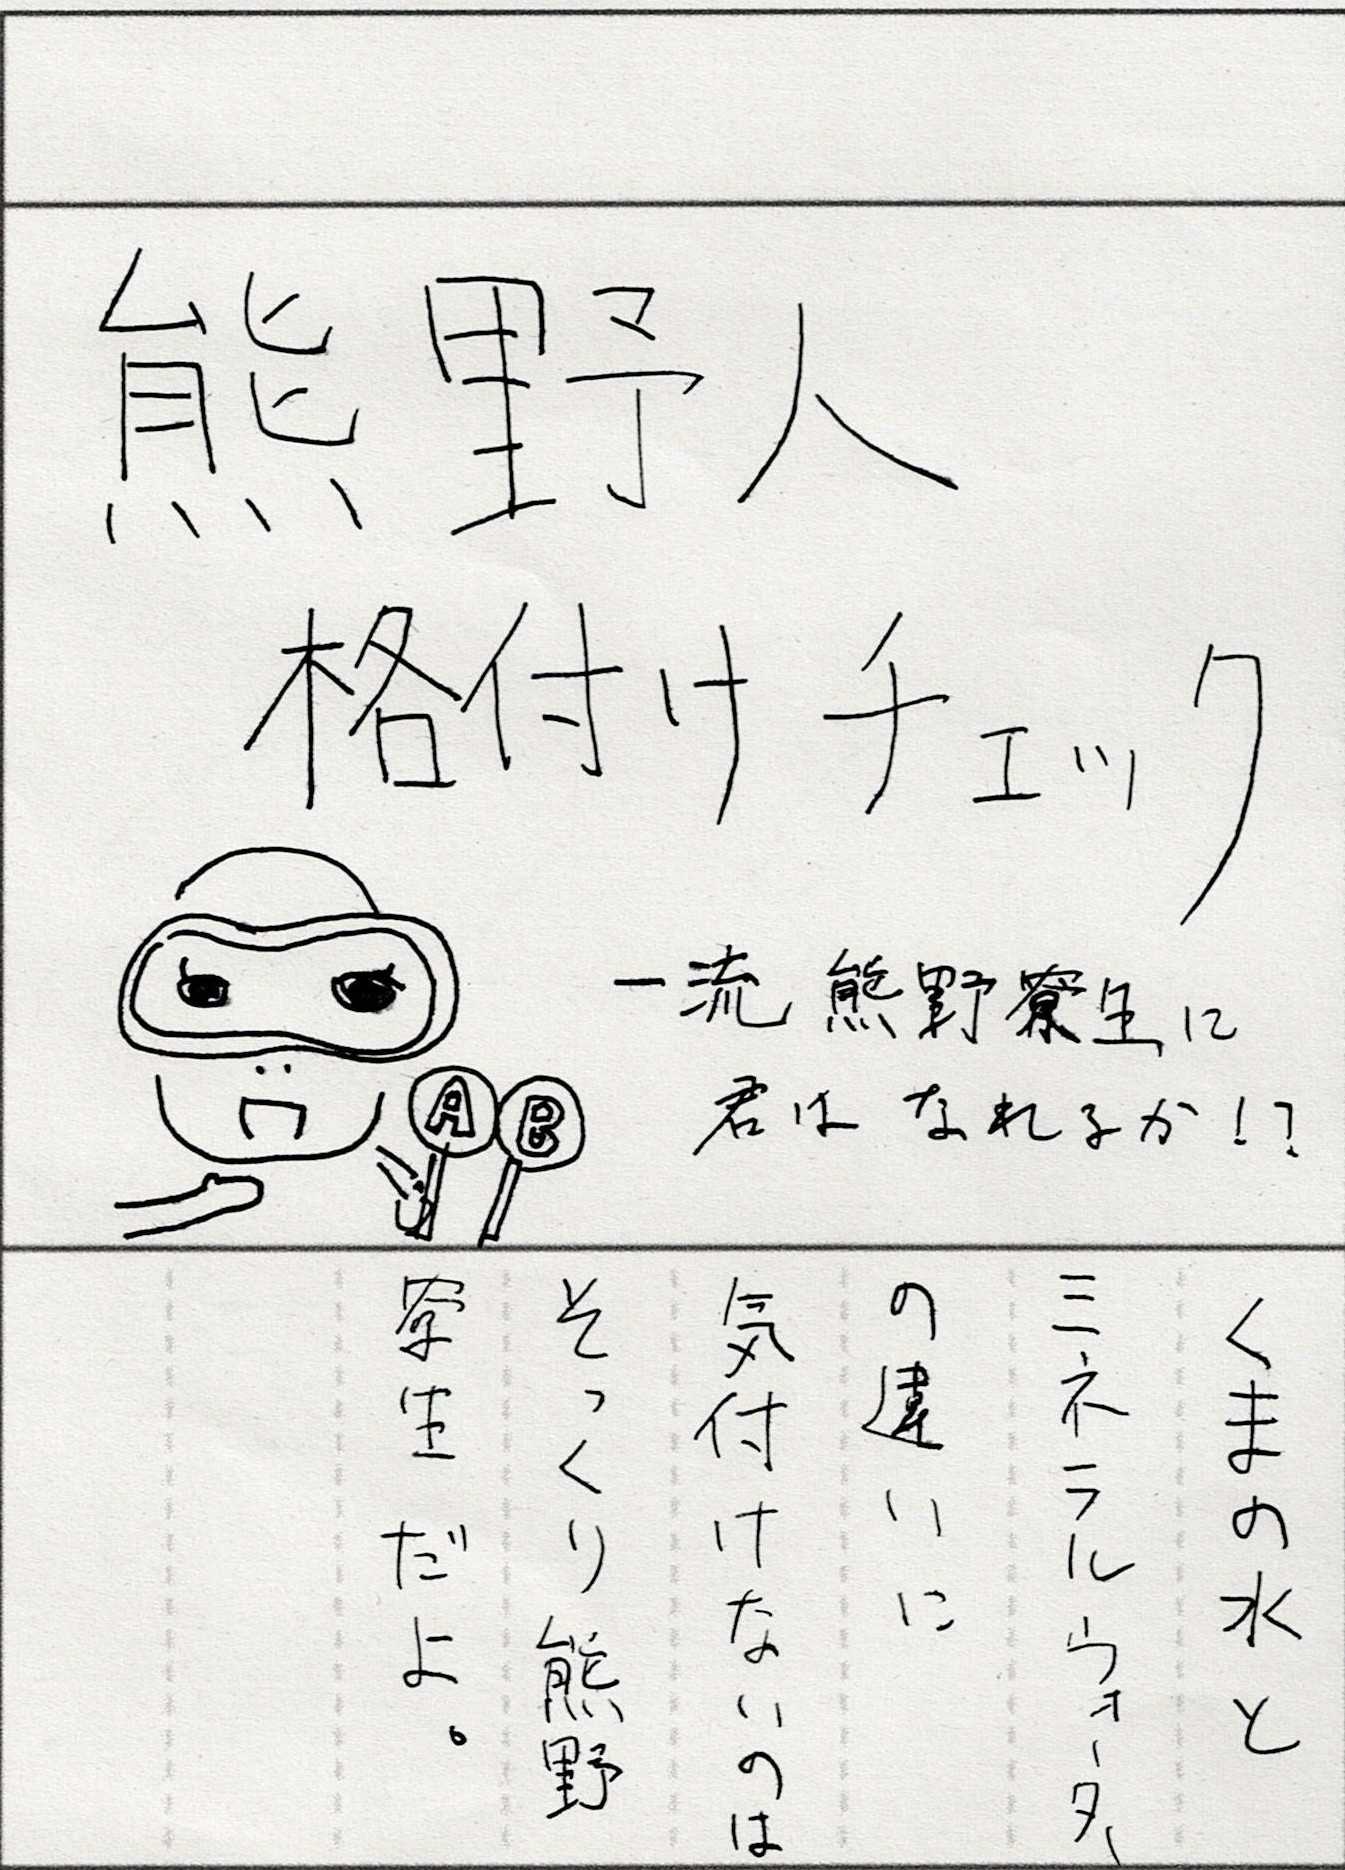 熊野人
格付けチェック
一流熊野寮生に
君はなれるか!?
A B
くまの水と
ミネラルウォーター
の違いに
気付けないのは
そっくり熊野
寮生だよ。